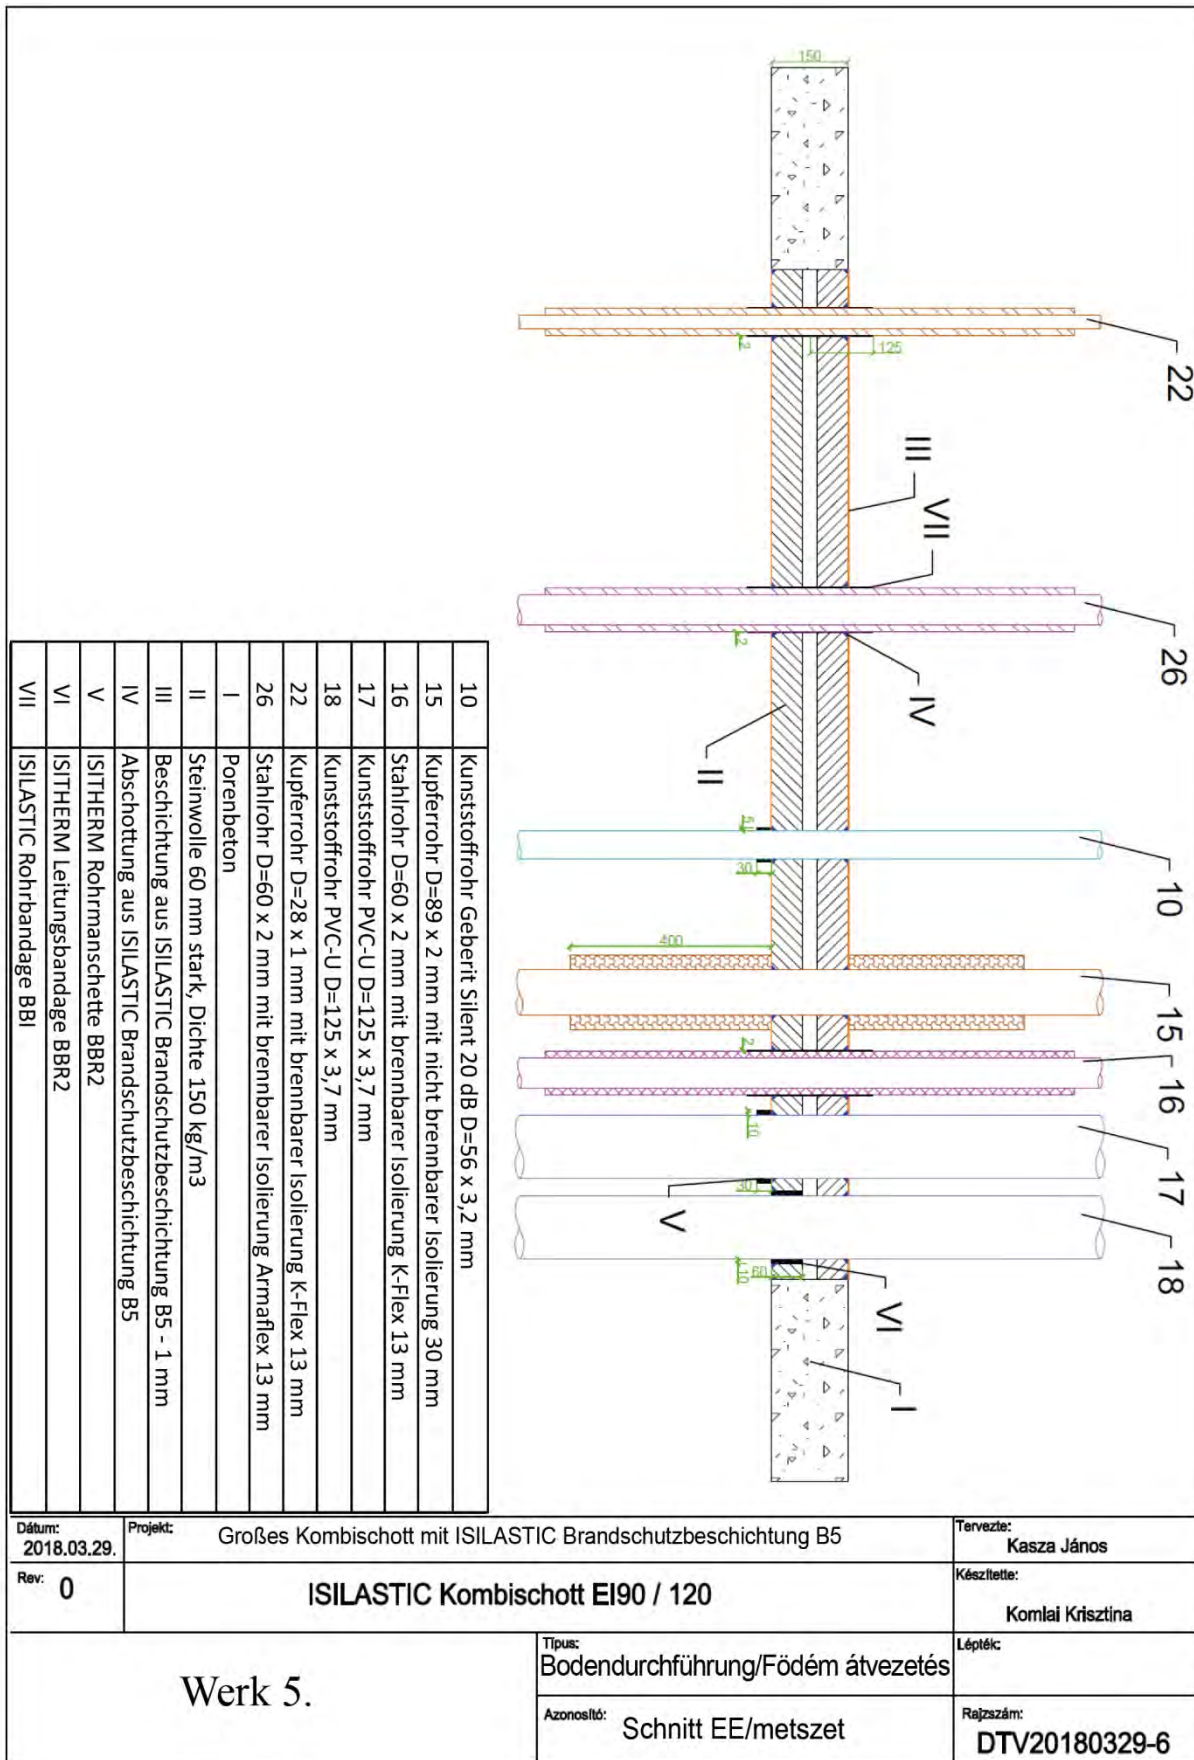 150
22
125
2
III
VII
26
2
IV
II
10
5
30
400
15
2
16
10
17
30
V
18
10
60
VI
I
10 Kunststoffrohr Geberit Silent 20 dB D=56 x 3,2 mm
15 Kupferrohr D=89 x 2 mm mit nicht brennbarer Isolierung 30 mm
16 Stahlrohr D=60 x 2 mm mit brennbarer Isolierung K-Flex 13 mm
17 Kunststoffrohr PVC-U D=125 x 3,7 mm
18 Kunststoffrohr PVC-U D=125 x 3,7 mm
22 Kupferrohr D=28 x 1 mm mit brennbarer Isolierung K-Flex 13 mm
26 Stahlrohr D=60 x 2 mm mit brennbarer Isolierung Armaflex 13 mm
I Porenbeton
II Steinwolle 60 mm stark, Dichte 150 kg/m3
III Beschichtung aus ISILASTIC Brandschutzbeschichtung B5 - 1 mm
IV Abschottung aus ISILASTIC Brandschutzbeschichtung B5
V ISITHERM Rohrmanschette BBR2
VI ISITHERM Leitungsbandage BBR2
VII ISILASTIC Rohrbandage BBI
Dátum:
2018.03.29.
Projekt:
Großes Kombischott mit ISILASTIC Brandschutzbeschichtung B5
Tervezte:
Kasza János
Rev: 0
ISILASTIC Kombischott EI90 / 120
Készítette:
Komlai Krisztina
Werk 5.
Típus:
Bodendurchführung/Födém átvezetés
Lépték:
Azonosító:
Schnitt EE/metszet
Rajzszám:
DTV20180329-6